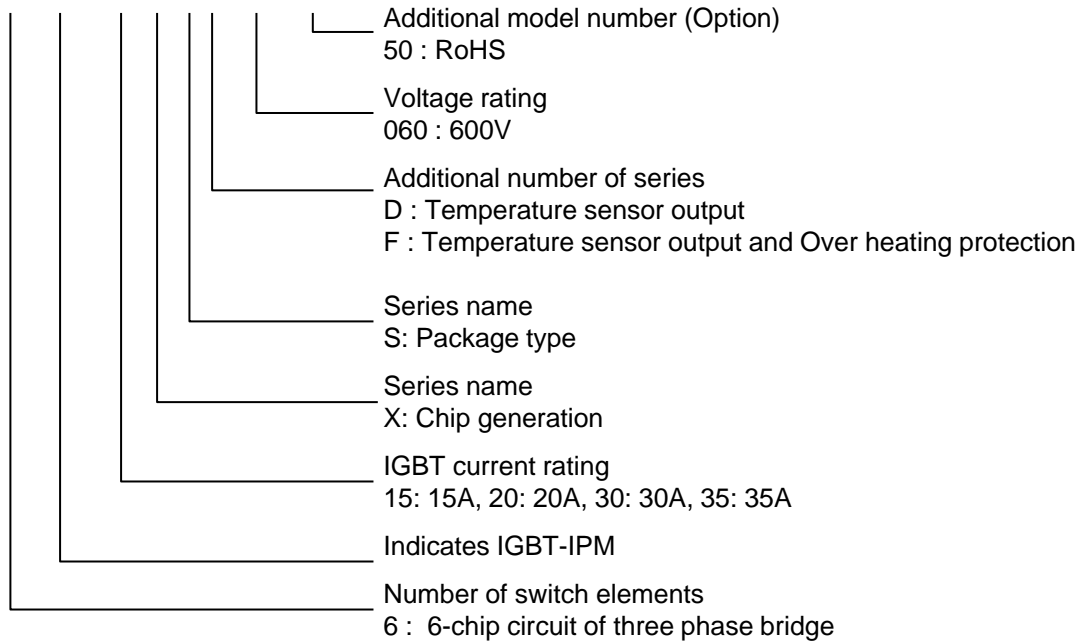 Additional model number (Option)
50 : RoHS
Voltage rating
060 : 600V
Additional number of series
D : Temperature sensor output
F : Temperature sensor output and Over heating protection
Series name
S: Package type
Series name
X: Chip generation
IGBT current rating
15: 15A, 20: 20A, 30: 30A, 35: 35A
Indicates IGBT-IPM
Number of switch elements
6 : 6-chip circuit of three phase bridge